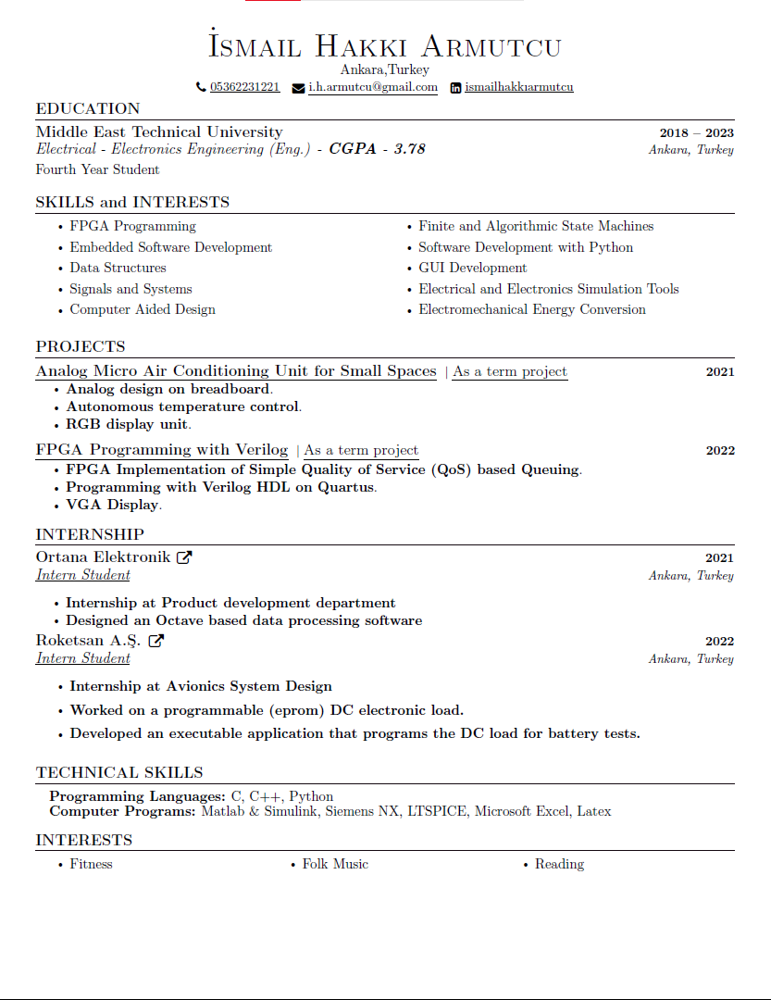 İsmail Hakki Armutcu
Ankara,Turkey
05362231221 i.h.armutcu@gmail.com ismailhakkıarmutcu
EDUCATION
Middle East Technical University 2018 – 2023
Electrical - Electronics Engineering (Eng.) - CGPA - 3.78 Ankara, Turkey
Fourth Year Student
SKILLS and INTERESTS
• FPGA Programming • Finite and Algorithmic State Machines
• Embedded Software Development • Software Development with Python
• Data Structures • GUI Development
• Signals and Systems • Electrical and Electronics Simulation Tools
• Computer Aided Design • Electromechanical Energy Conversion
PROJECTS
Analog Micro Air Conditioning Unit for Small Spaces | As a term project 2021
• Analog design on breadboard.
• Autonomous temperature control.
• RGB display unit.
FPGA Programming with Verilog | As a term project 2022
• FPGA Implementation of Simple Quality of Service (QoS) based Queuing.
• Programming with Verilog HDL on Quartus.
• VGA Display.
INTERNSHIP
Ortana Elektronik 2021
Intern Student Ankara, Turkey
• Internship at Product development department
• Designed an Octave based data processing software
Roketsan A.Ş. 2022
Intern Student Ankara, Turkey
• Internship at Avionics System Design
• Worked on a programmable (eprom) DC electronic load.
• Developed an executable application that programs the DC load for battery tests.
TECHNICAL SKILLS
Programming Languages: C, C++, Python
Computer Programs: Matlab & Simulink, Siemens NX, LTSPICE, Microsoft Excel, Latex
INTERESTS
• Fitness • Folk Music • Reading